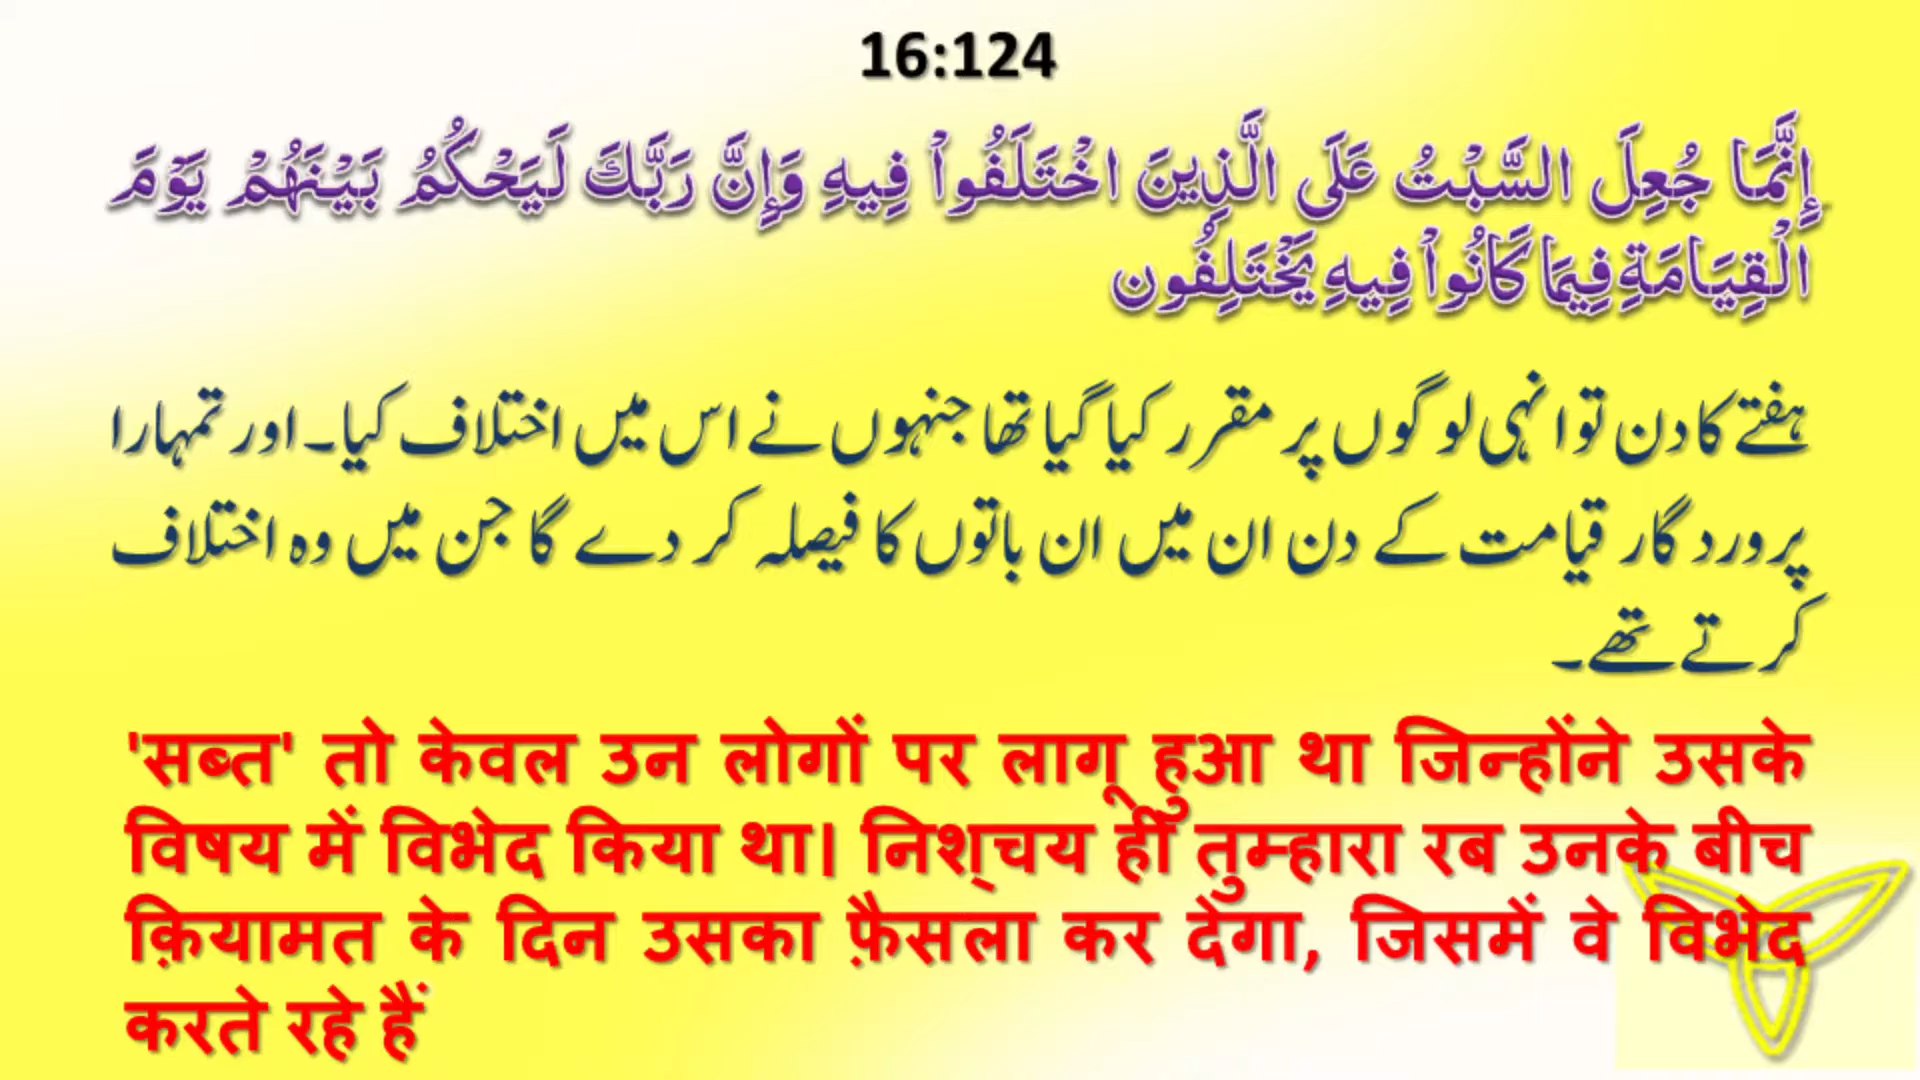 16:124
إِنَّمَا جُعِلَ السَّبْتُ عَلَى الَّذِينَ اخْتَلَفُواْ فِيهِ وَإِنَّ رَبَّكَ لَيَحْكُمُ بَيْنَهُمْ يَوْمَ
الْقِيَامَةِ فِيمَا كَانُواْ فِيهِ يَخْتَلِفُون
ہفتے کا دن تو انہی لوگوں پر مقرر کیا گیا تھا جنہوں نے اس میں اختلاف کیا۔ اور تمہارا
پرورد گار قیامت کے دن ان میں ان باتوں کا فیصلہ کر دے گا جن میں وہ اختلاف
کرتے تھے۔
'सब्त' तो केवल उन लोगों पर लागू हुआ था जिन्होंने उसके
विषय में विभेद किया था। निश्चय ही तुम्हारा रब उनके बीच
क़ियामत के दिन उसका फ़ैसला कर देगा, जिसमें वे विभेद
करते रहे हैं